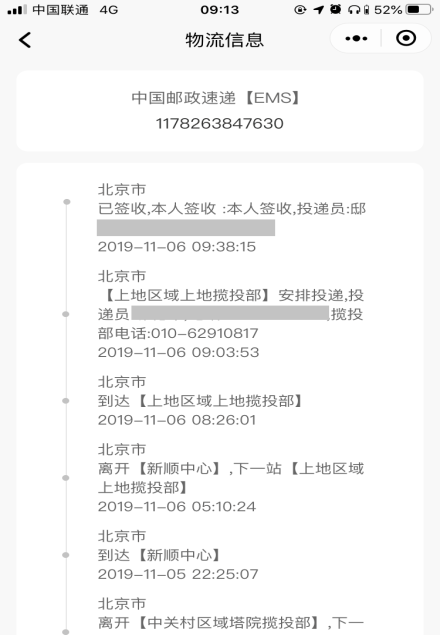 中国联通 4G 09:13 52%
物流信息
中国邮政速递【EMS】
1178263847630
北京市
已签收,本人签收 :本人签收,投递员:邸
2019-11-06 09:38:15
北京市
【上地区域上地揽投部】安排投递,投
递员 ,揽投
部电话:010-62910817
2019-11-06 09:03:53
北京市
到达【上地区域上地揽投部】
2019-11-06 08:26:01
北京市
离开【新顺中心】,下一站【上地区域
上地揽投部】
2019-11-06 05:10:24
北京市
到达【新顺中心】
2019-11-05 22:25:07
北京市
离开【中关村区域塔院揽投部】,下一